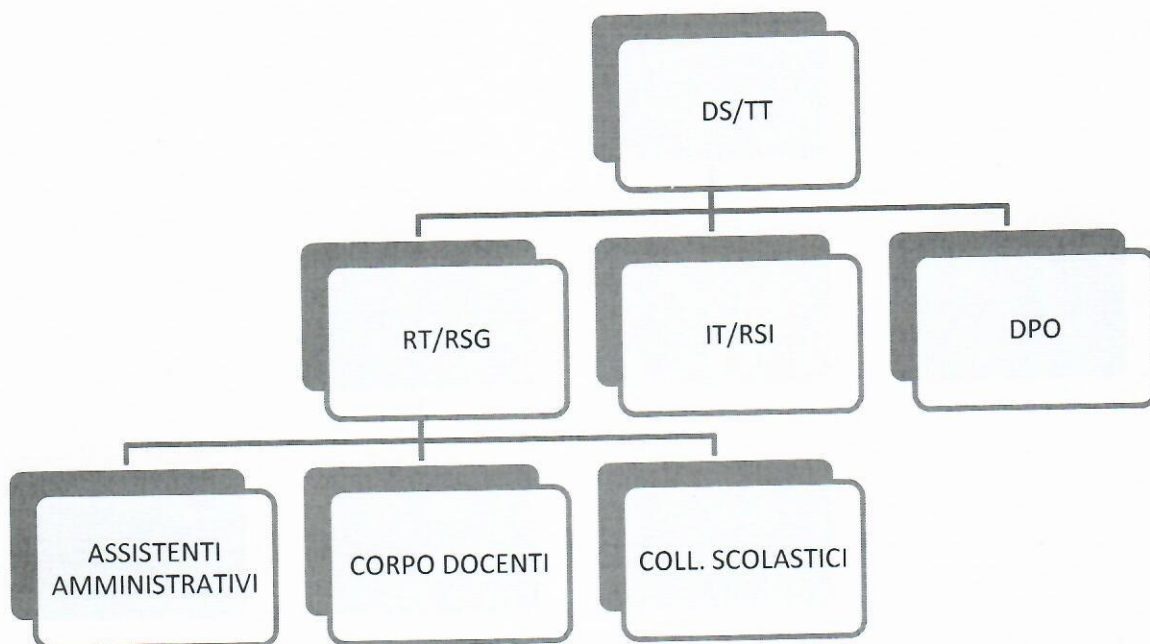 DS/TT
RT/RSG
IT/RSI
DPO
ASSISTENTI
AMMINISTRATIVI
CORPO DOCENTI
COLL. SCOLASTICI